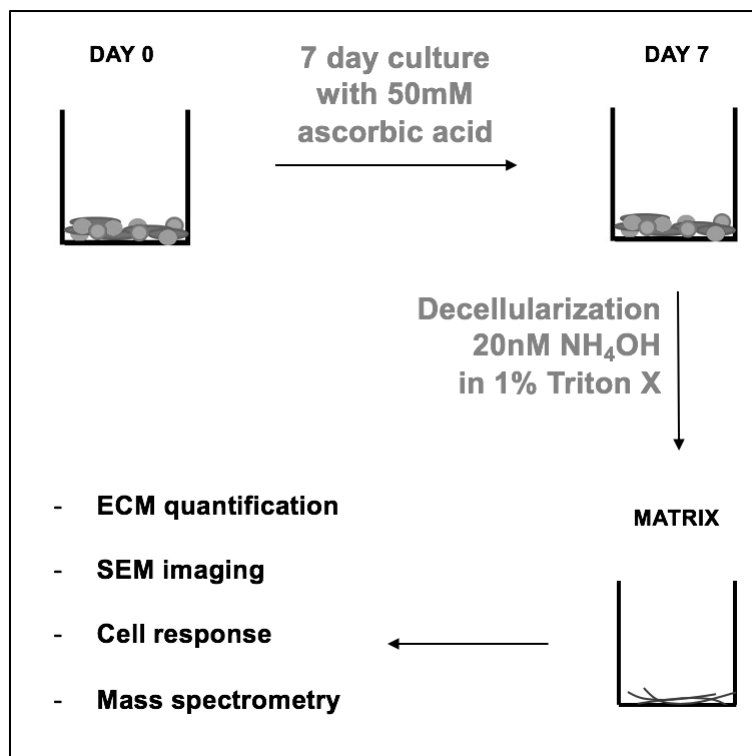 DAY 0
7 day culture
with 50mM
ascorbic acid
DAY 7
Decellularization
20nM NH₄OH
in 1% Triton X
- ECM quantification
- SEM imaging
- Cell response
- Mass spectrometry
MATRIX